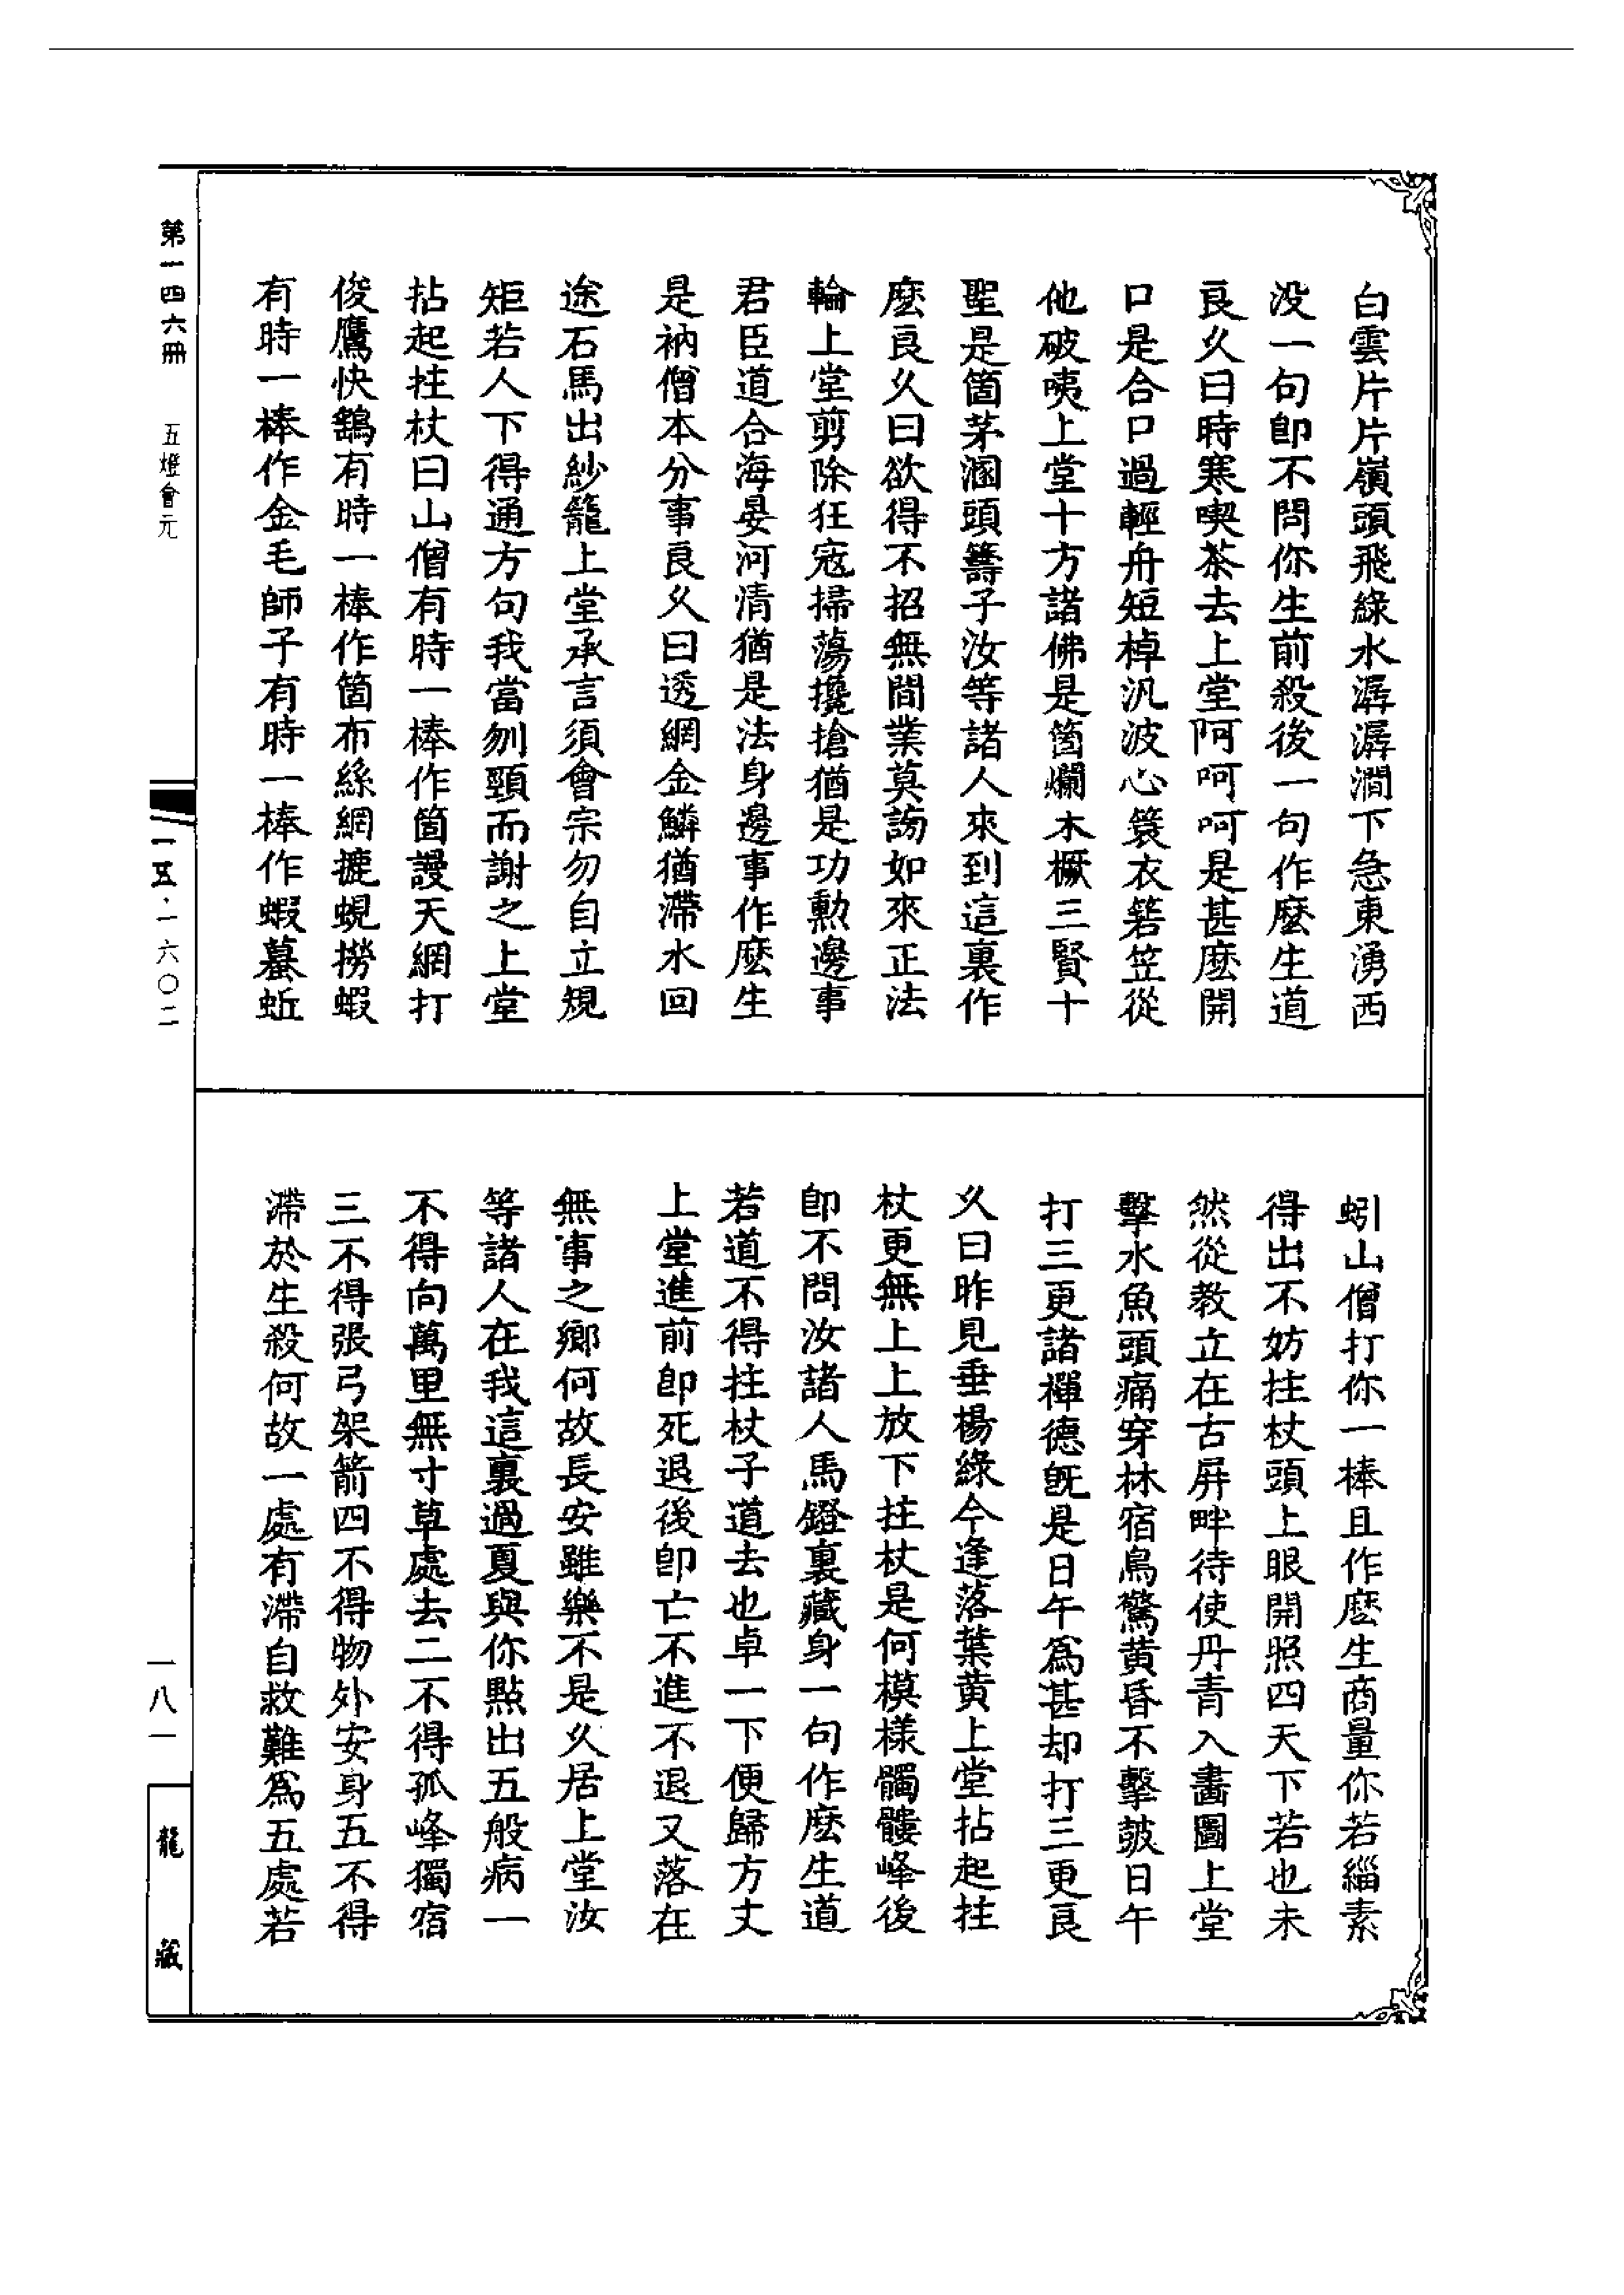 白雲片片嶺頭飛綠水潺潺澗下急東湧西
没一句卽不問你生前殺後一句作麽生道
良久曰時寒喫茶去上堂阿呵呵是甚麽開
口是合口過輕舟短棹汎波心簑衣箬笠從
他破咦上堂十方諸佛是箇爛木橛三賢十
聖是箇茅溷頭籌子汝等諸人來到這裏作
麽良久曰欲得不招無間業莫謗如來正法
輪上堂剪除狂寇掃蕩攙搶猶是功勳邊事
君臣道合海晏河清猶是法身邊事作麽生
是衲僧本分事良久曰透網金鱗猶滯水回
途石馬出紗籠上堂承言須會宗勿自立規
矩若人下得通方句我當刎頸而謝之上堂
拈起拄杖曰山僧有時一棒作箇謾天網打
俊鷹快鷂有時一棒作箇布絲網摝蜆撈蝦
有時一棒作金毛師子有時一棒作蝦蟇蚯
蚓山僧打你一棒且作麽生商量你若緇素
得出不妨拄杖頭上眼開照四天下若也未
然從教立在古屏畔待使丹青入畵圖上堂
擊水魚頭痛穿林宿鳥驚黃昏不擊皷日午
打三更諸禪德旣是日午爲甚却打三更良
久曰昨見垂楊綠今逢落葉黃上堂拈起拄
杖更無上上放下拄杖是何模樣髑髏峰後
卽不問汝諸人馬鐙裏藏身一句作麽生道
若道不得拄杖子道去也卓一下便歸方丈
上堂進前卽死退後卽亡不進不退又落在
無事之鄉何故長安雖樂不是久居上堂汝
等諸人在我這裏過夏與你點出五般病一
不得向萬里無寸草處去二不得孤峰獨宿
三不得張弓架箭四不得物外安身五不得
滯於生殺何故一處有滯自救難爲五處若
第一四六冊 五燈會元
一五·一六〇二
一八一
龍藏